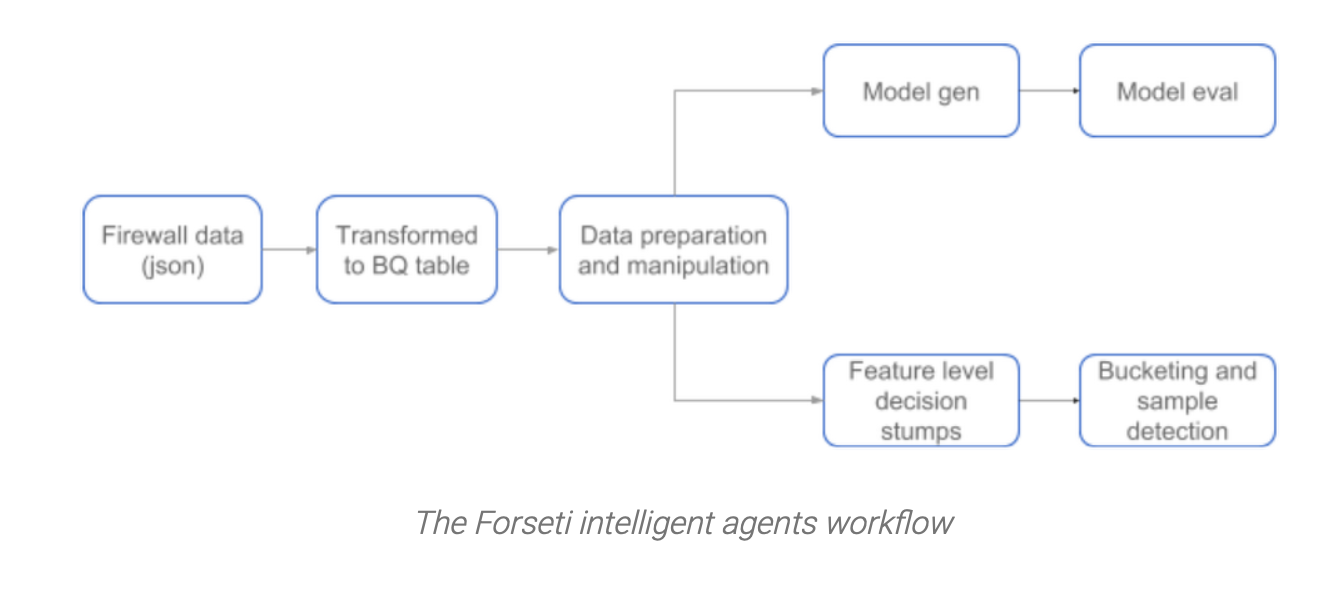 Model gen
Model eval
Firewall data
(json)
Transformed
to BQ table
Data preparation
and manipulation
Feature level
decision
stumps
Bucketing and
sample
detection
The Forseti intelligent agents workflow